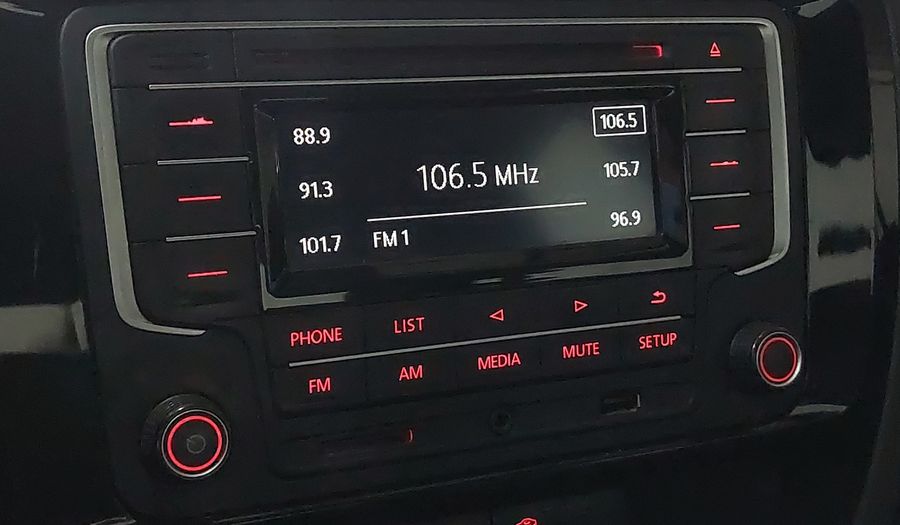 88.9
106.5
106.5 MHz
91.3
105.7
101.7
FM 1
96.9
PHONE
LIST
FM
AM
MEDIA
MUTE
SETUP